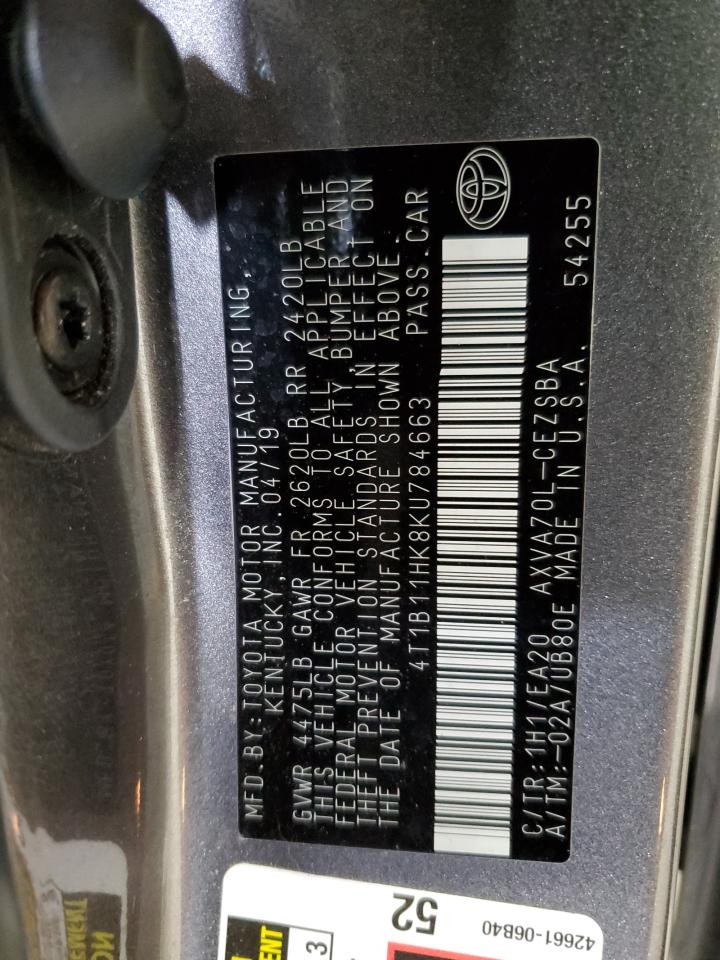 MFD BY: TOYOTA MOTOR MANUFACTURING,
KENTUCKY, INC. 04/19
GVWR 4475LB GAWR FR 2620LB RR 2420LB
THIS VEHICLE CONFORMS TO ALL APPLICABLE
FEDERAL MOTOR VEHICLE SAFETY, BUMPER AND
THEFT PREVENTION STANDARDS IN EFFECT ON
THE DATE OF MANUFACTURE SHOWN ABOVE.
4T1B11HK8KU784663 PASS.CAR
C/TR:1H1/EA20 AXVA70L-CEZSBA
A/TM:-02A/UB80E MADE IN U.S.A. 54255
52
42661-06B40
3